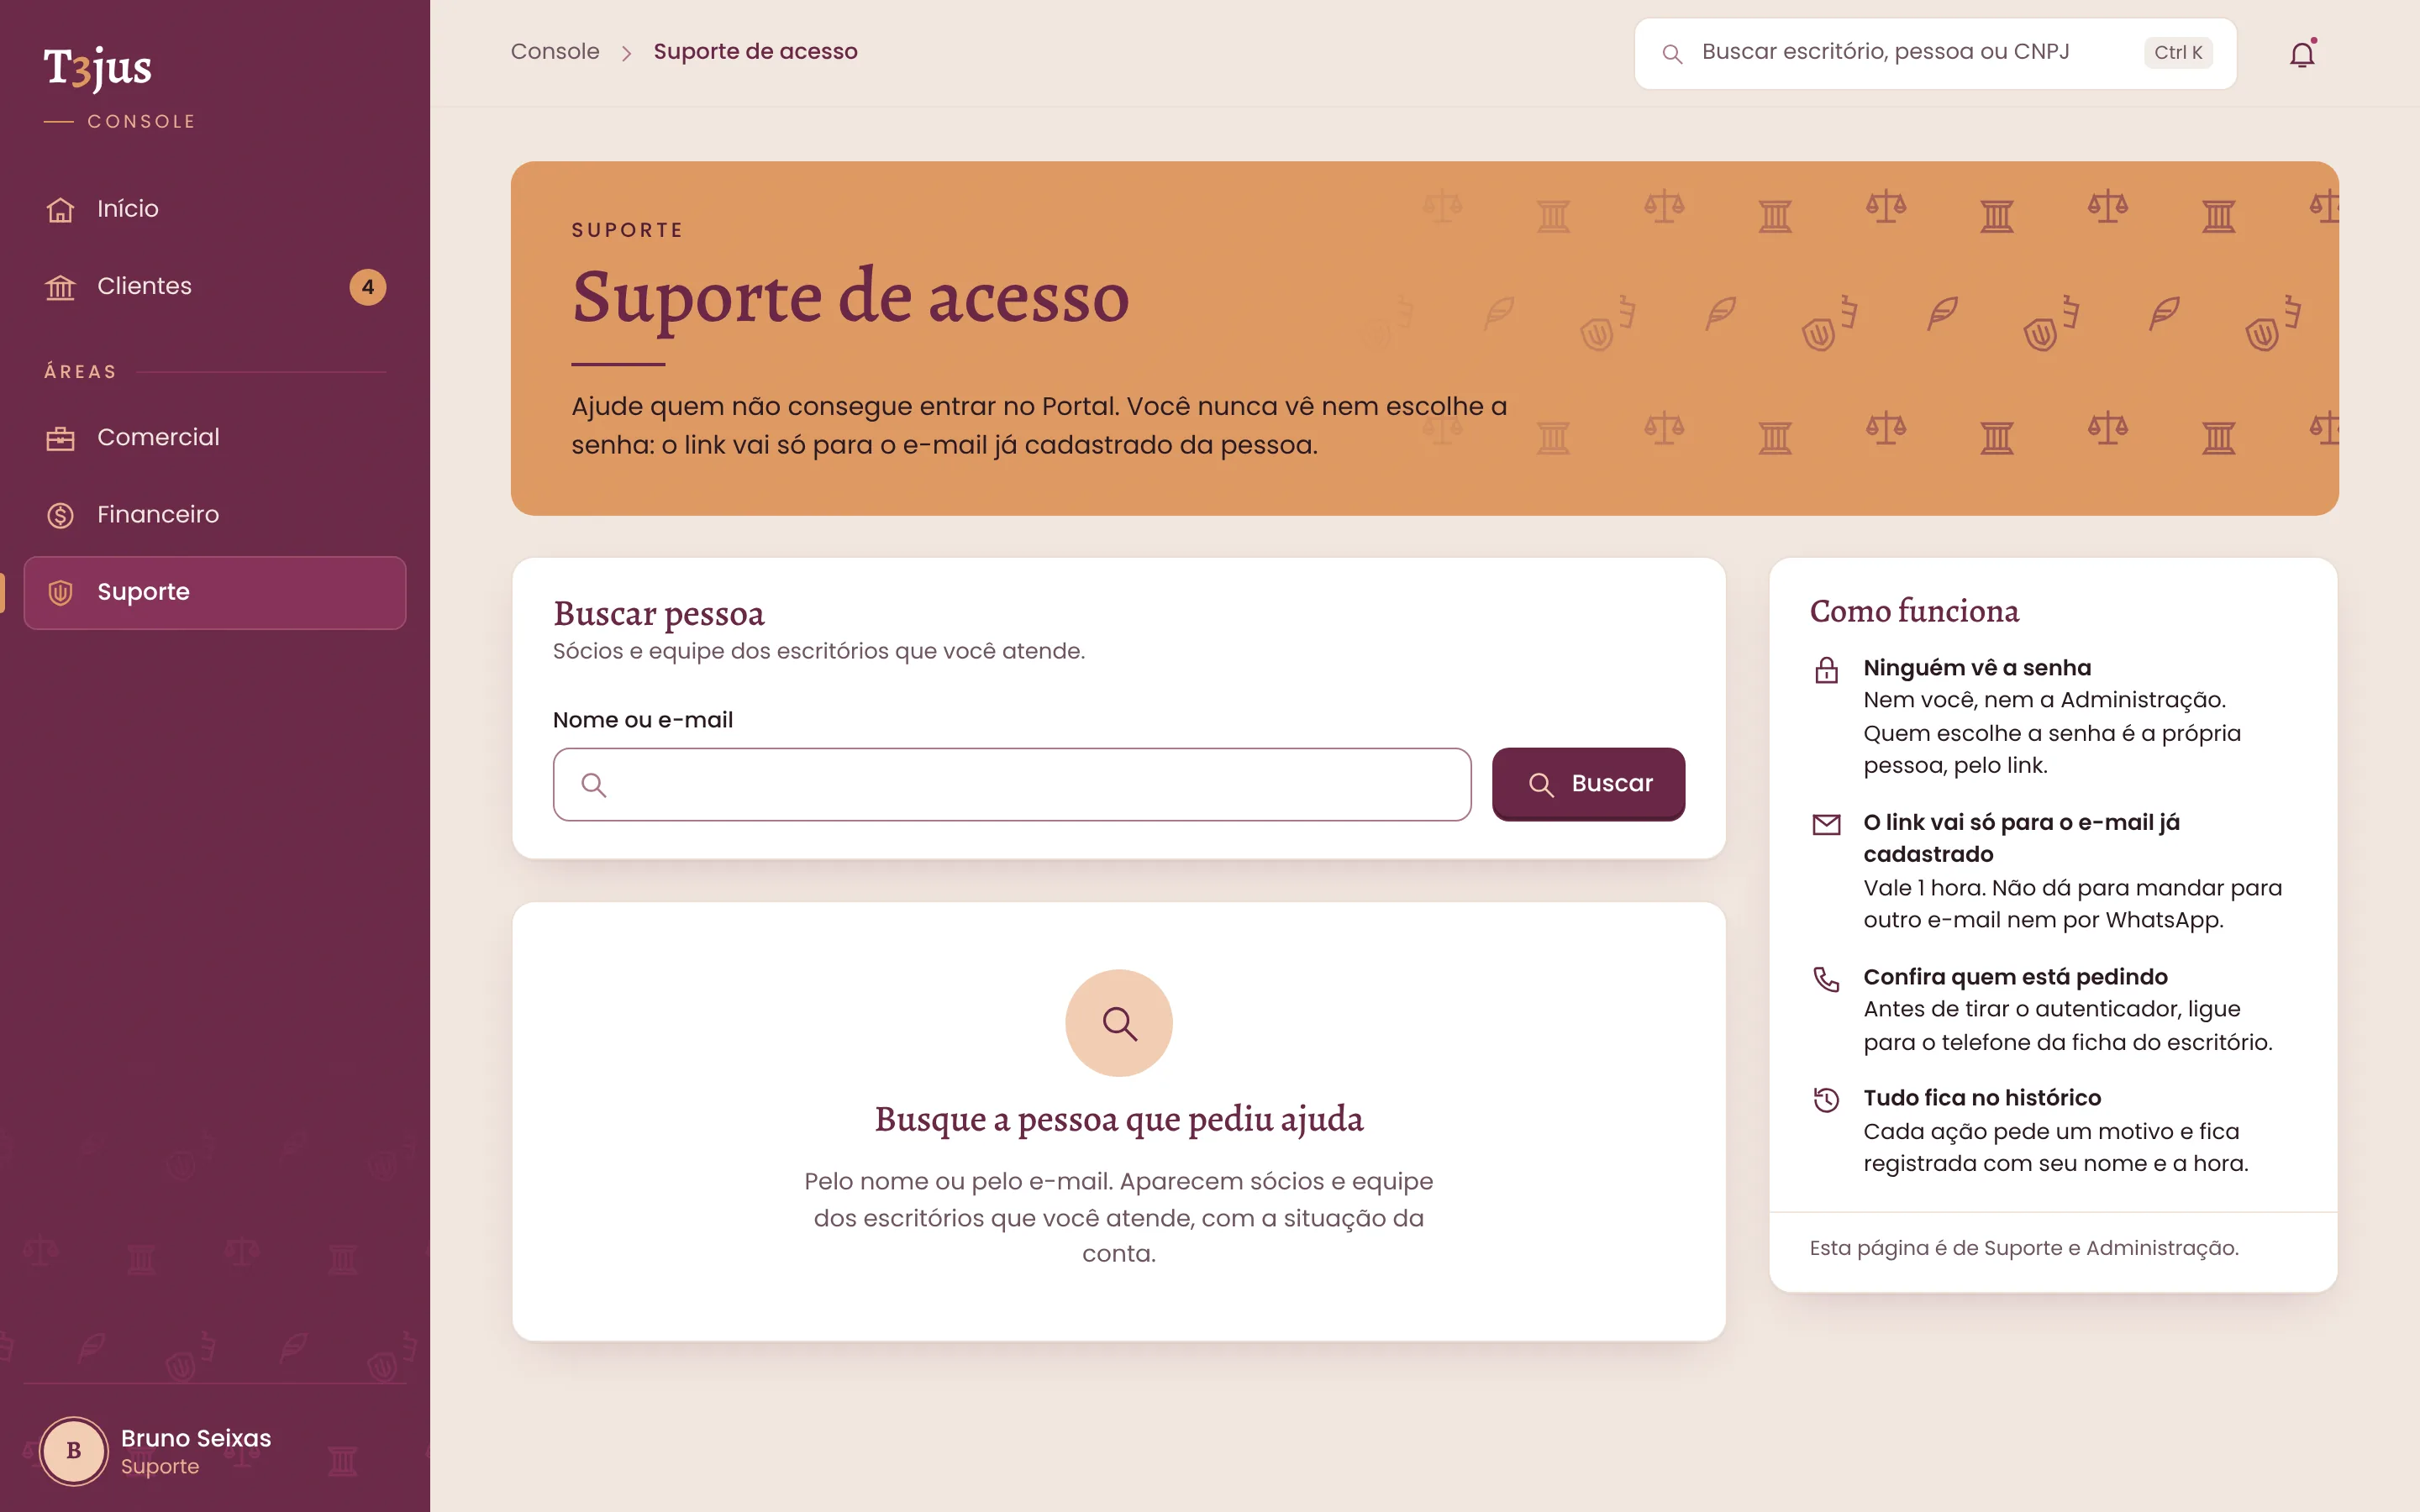 T3jus
CONSOLE
Início
Clientes
4
ÁREAS
Comercial
Financeiro
Suporte
Bruno Seixas
Suporte
B
Console
Suporte de acesso
Buscar escritório, pessoa ou CNPJ
Ctrl K
SUPORTE
Suporte de acesso
Ajude quem não consegue entrar no Portal. Você nunca vê nem escolhe a
senha: o link vai só para o e-mail já cadastrado da pessoa.
Buscar pessoa
Sócios e equipe dos escritórios que você atende.
Nome ou e-mail
Buscar
Busque a pessoa que pediu ajuda
Pelo nome ou pelo e-mail. Aparecem sócios e equipe
dos escritórios que você atende, com a situação da
conta.
Como funciona
Ninguém vê a senha
Nem você, nem a Administração.
Quem escolhe a senha é a própria
pessoa, pelo link.
O link vai só para o e-mail já
cadastrado
Vale 1 hora. Não dá para mandar para
outro e-mail nem por WhatsApp.
Confira quem está pedindo
Antes de tirar o autenticador, ligue
para o telefone da ficha do escritório.
Tudo fica no histórico
Cada ação pede um motivo e fica
registrada com seu nome e a hora.
Esta página é de Suporte e Administração.